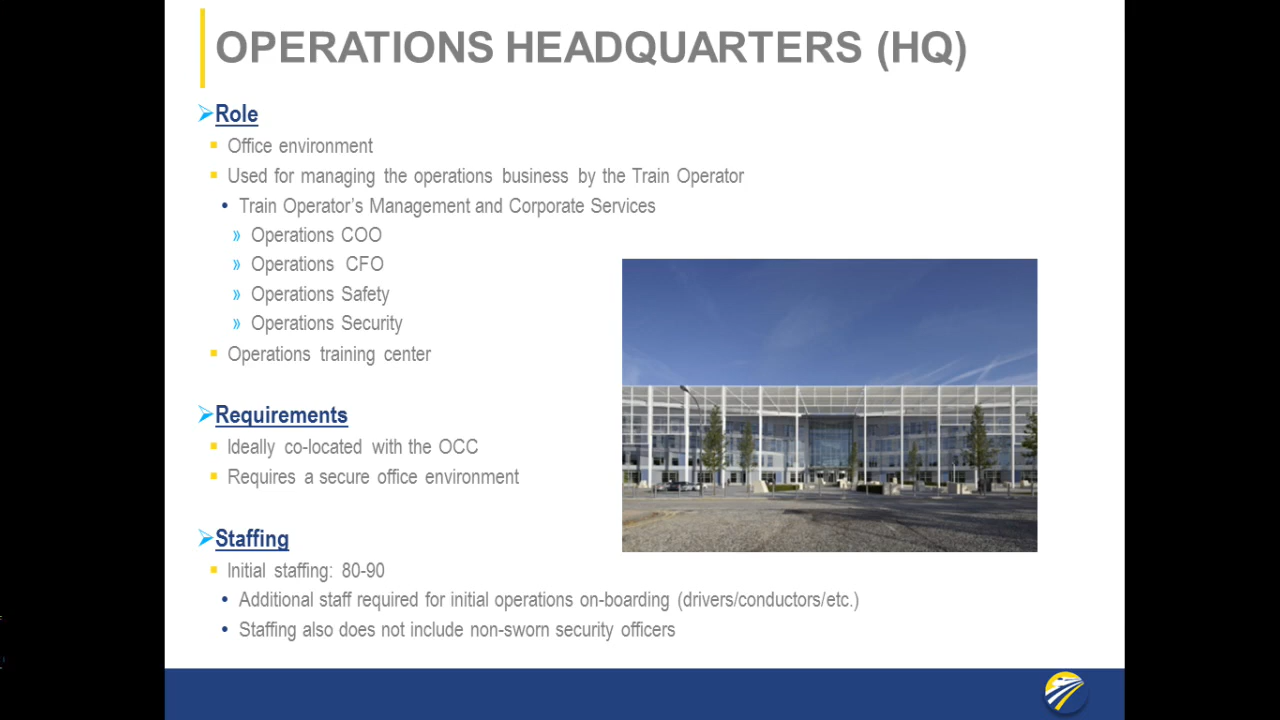 OPERATIONS HEADQUARTERS (HQ)
Role
Office environment
Used for managing the operations business by the Train Operator
Train Operator's Management and Corporate Services
Operations COO
Operations CFO
Operations Safety
Operations Security
Operations training center
Requirements
Ideally co-located with the OCC
Requires a secure office environment
Staffing
Initial staffing: 80-90
Additional staff required for initial operations on-boarding (drivers/conductors/etc.)
Staffing also does not include non-sworn security officers